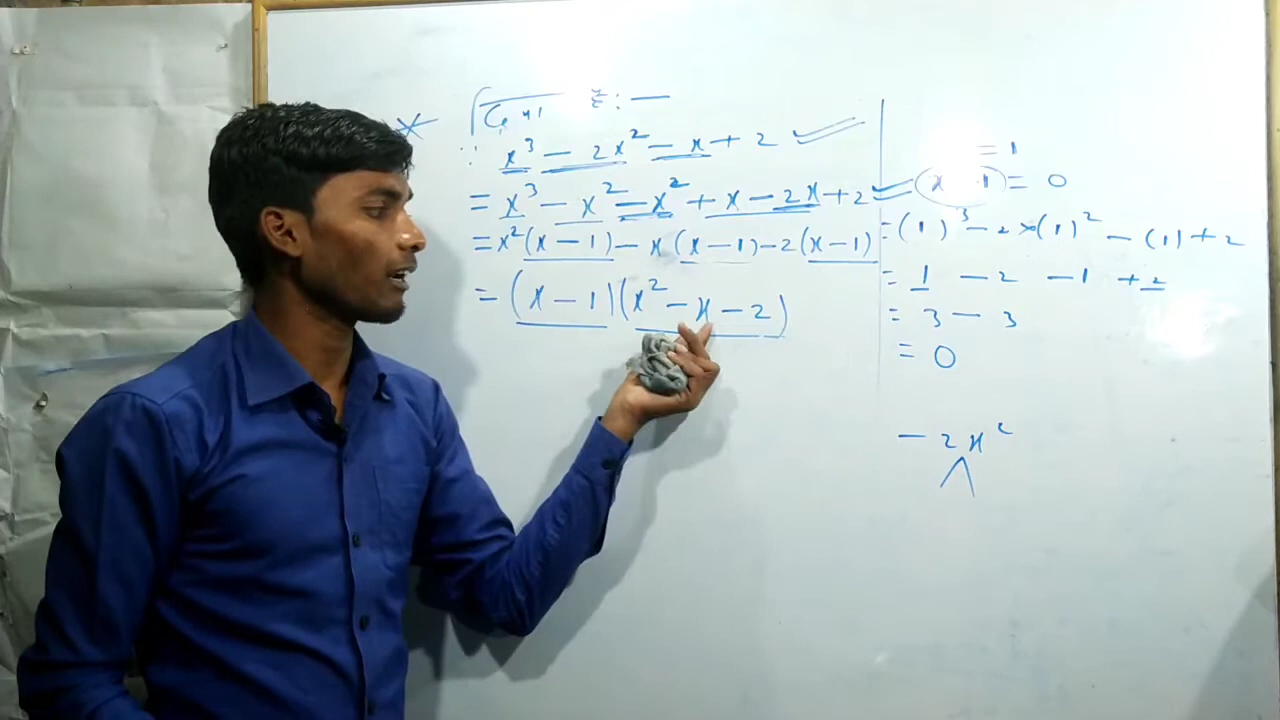 ∵ x³ - 2x² - x + 2
= x³ - x² - x² + x - 2x + 2
= x²(x - 1) - x(x - 1) - 2(x - 1)
= (x - 1)(x² - x - 2)
= 1
x 1 = 0
= (1)³ - 2×(1)² - (1) + 2
= 1 - 2 - 1 + 2
= 3 - 3
= 0
- 2x²